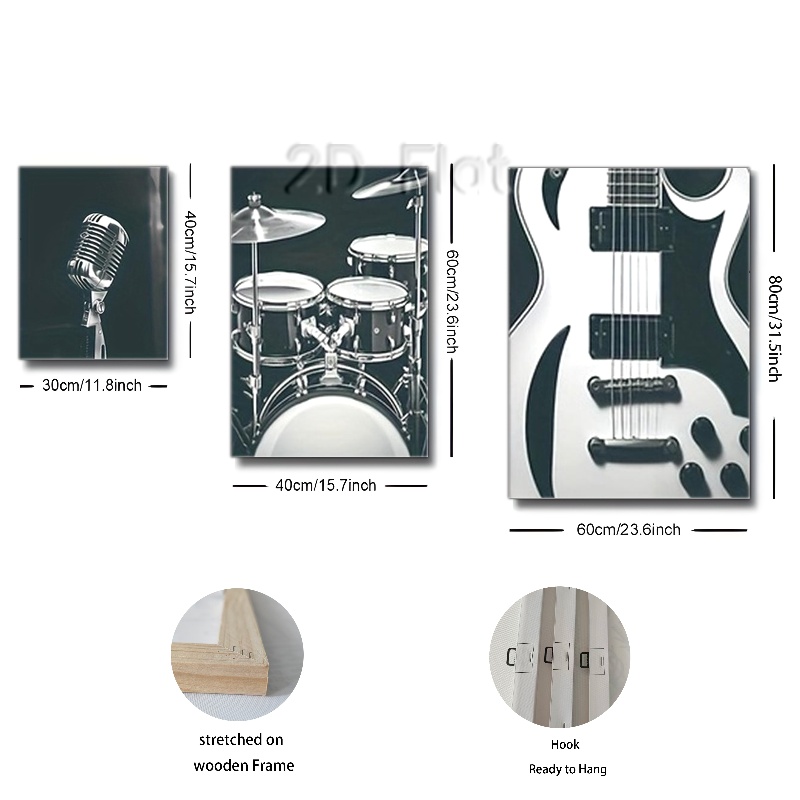 2D Flat
40cm/15.7inch
30cm/11.8inch
60cm/23.6inch
40cm/15.7inch
80cm/31.5inch
60cm/23.6inch
stretched on
wooden Frame
Hook
Ready to Hang